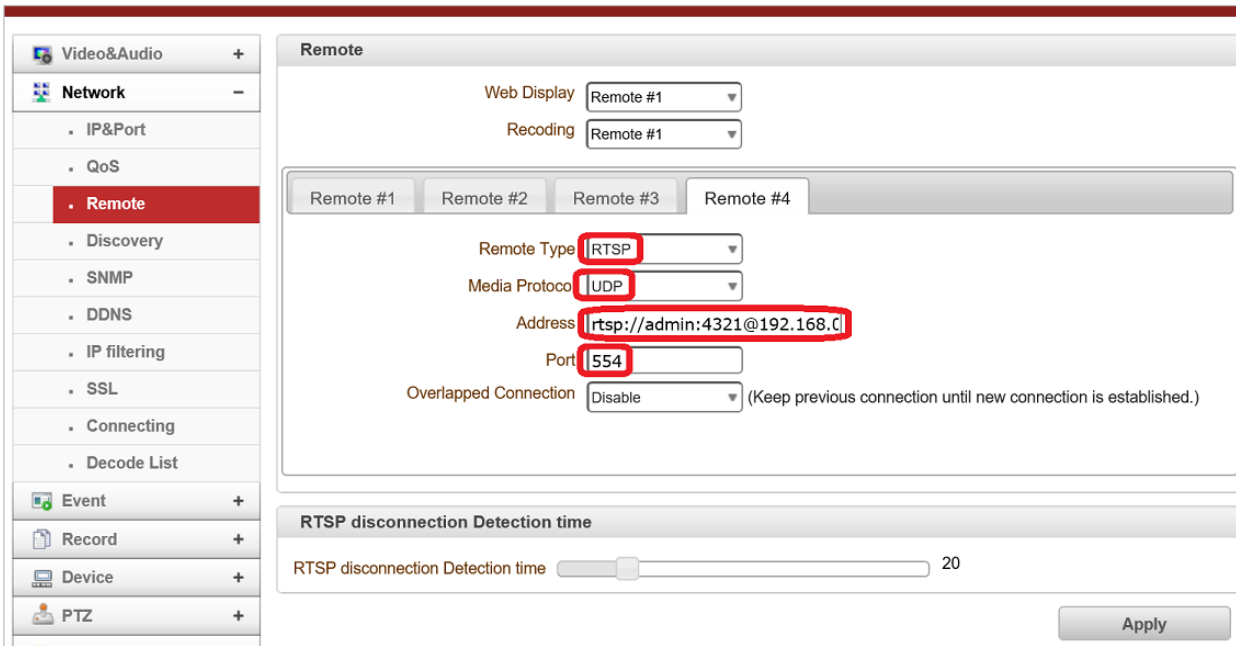 Video&Audio +
Network −
. IP&Port
. QoS
. Remote
. Discovery
. SNMP
. DDNS
. IP filtering
. SSL
. Connecting
. Decode List
Event +
Record +
Device +
PTZ +
Remote
Web Display Remote #1
Recoding Remote #1
Remote #1 Remote #2 Remote #3 Remote #4
Remote Type RTSP
Media Protoco UDP
Address rtsp://admin:4321@192.168.0
Port 554
Overlapped Connection Disable (Keep previous connection until new connection is established.)
RTSP disconnection Detection time
RTSP disconnection Detection time 20
Apply